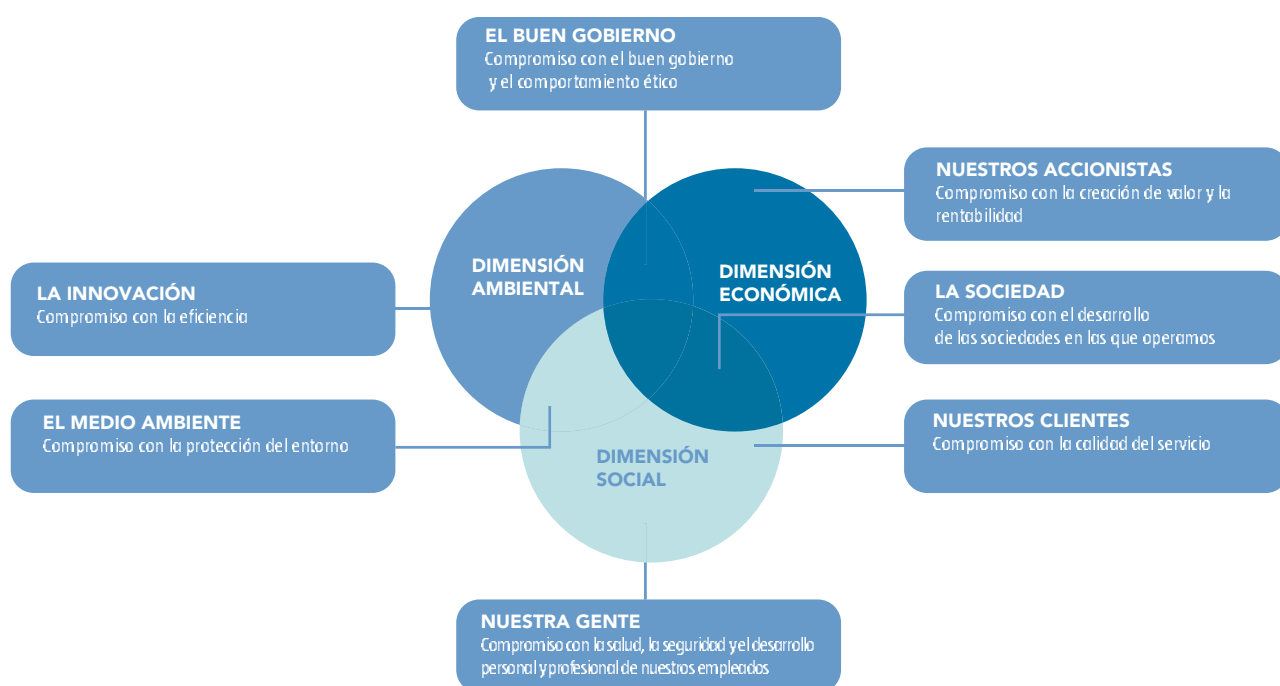 EL BUEN GOBIERNO
Compromiso con el buen gobierno
y el comportamiento ético
NUESTROS ACCIONISTAS
Compromiso con la creación de valor y la
rentabilidad
DIMENSIÓN
AMBIENTAL
DIMENSIÓN
ECONÓMICA
LA INNOVACIÓN
Compromiso con la eficiencia
LA SOCIEDAD
Compromiso con el desarrollo
de las sociedades en las que operamos
EL MEDIO AMBIENTE
Compromiso con la protección del entorno
NUESTROS CLIENTES
Compromiso con la calidad del servicio
DIMENSIÓN
SOCIAL
NUESTRA GENTE
Compromiso con la salud, la seguridad y el desarrollo
personal y profesional de nuestros empleados